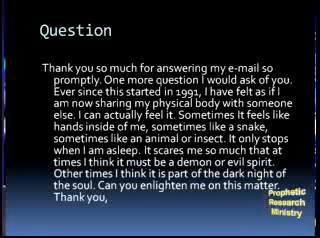 Question
Thank you so much for answering my e-mail so
promptly. One more question I would ask of you.
Ever since this started in 1991, I have felt as if I
am now sharing my physical body with someone
else. I can actually feel it. Sometimes It feels like
hands inside of me, sometimes like a snake,
sometimes like an animal or insect. It only stops
when I am asleep. It scares me so much that at
times I think it must be a demon or evil spirit.
Other times I think it is part of the dark night of
the soul. Can you enlighten me on this matter.
Thank you,
Prophetic
Research
Ministry